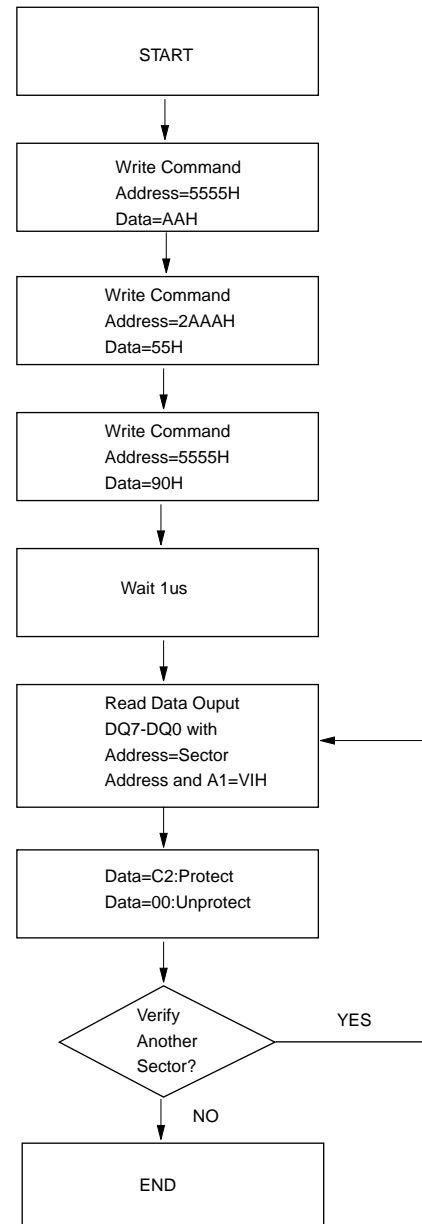 START
Write Command
Address=5555H
Data=AAH
Write Command
Address=2AAAH
Data=55H
Write Command
Address=5555H
Data=90H
Wait 1us
Read Data Ouput
DQ7-DQ0 with
Address=Sector
Address and A1=VIH
Data=C2:Protect
Data=00:Unprotect
Verify
Another
Sector?
YES
NO
END